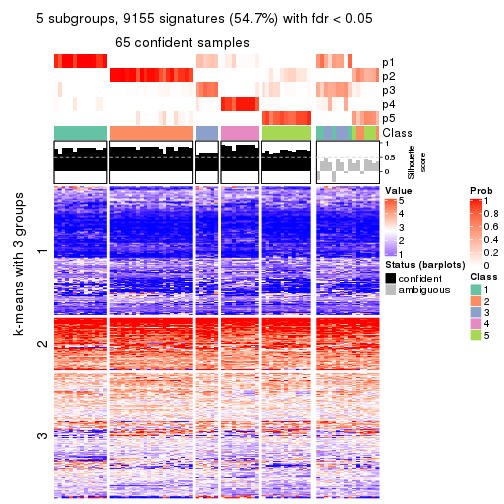 5 subgroups, 9155 signatures (54.7%) with fdr < 0.05
65 confident samples
p1
p2
p3
p4
p5
Class
1
0.5
0
Silhouette
score
k-means with 3 groups
1
2
3
Value
5
4
3
2
1
Status (barplots)
confident
ambiguous
Prob
1
0.8
0.6
0.4
0.2
0
Class
1
2
3
4
5